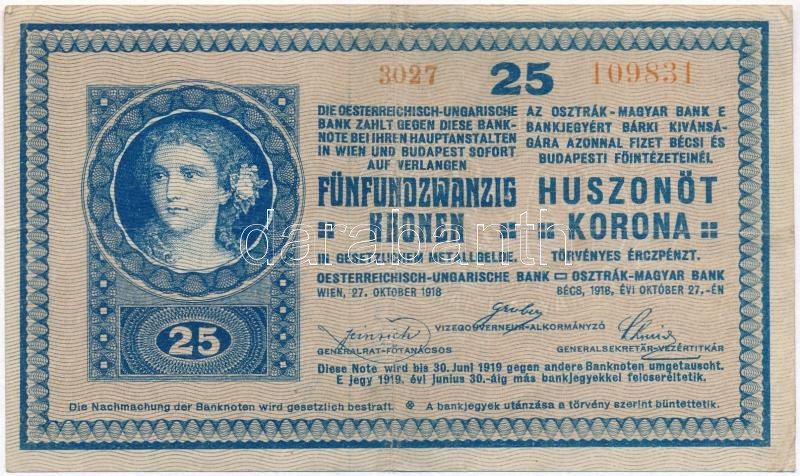 3027 25 109831
DIE OESTERREICHISCH-UNGARISCHE
BANK ZAHLT GEGEN DIESE BANK-
NOTE BEI IHREN HAUPTANSTALTEN
IN WIEN UND BUDAPEST SOFORT
AUF VERLANGEN
FÜNFUNDZWANZIG
KRONEN
IN GESETZLICHEM METALLGELDE.
OESTERREICHISCH-UNGARISCHE BANK
WIEN, 27. OKTOBER 1918
AZ OSZTRÁK-MAGYAR BANK E
BANKJEGYÉRT BÁRKI KIVÁNSÁ-
GÁRA AZONNAL FIZET BÉCSI ÉS
BUDAPESTI FŐINTÉZETEINÉL
HUSZONÖT
KORONA
TÖRVÉNYES ÉRCZPÉNZT.
OSZTRÁK-MAGYAR BANK
BÉCS, 1918. ÉVI OKTÓBER 27.-ÉN
25
Gruber
VIZEGOUVERNEUR-ALKORMÁNYZÓ
Schmid
GENERALRAT-FŐTANÁCSOS
GENERALSEKRETÄR-VEZÉRTITKÁR
Diese Note wird bis 30. Juni 1919 gegen andere Banknoten umgetauscht.
E jegy 1919. évi junius 30.-áig más bankjegyekkel felcseréltetik.
Die Nachmachung der Banknoten wird gesetzlich bestraft. A bankjegyek utánzása a törvény szerint büntettetik.
darabanth